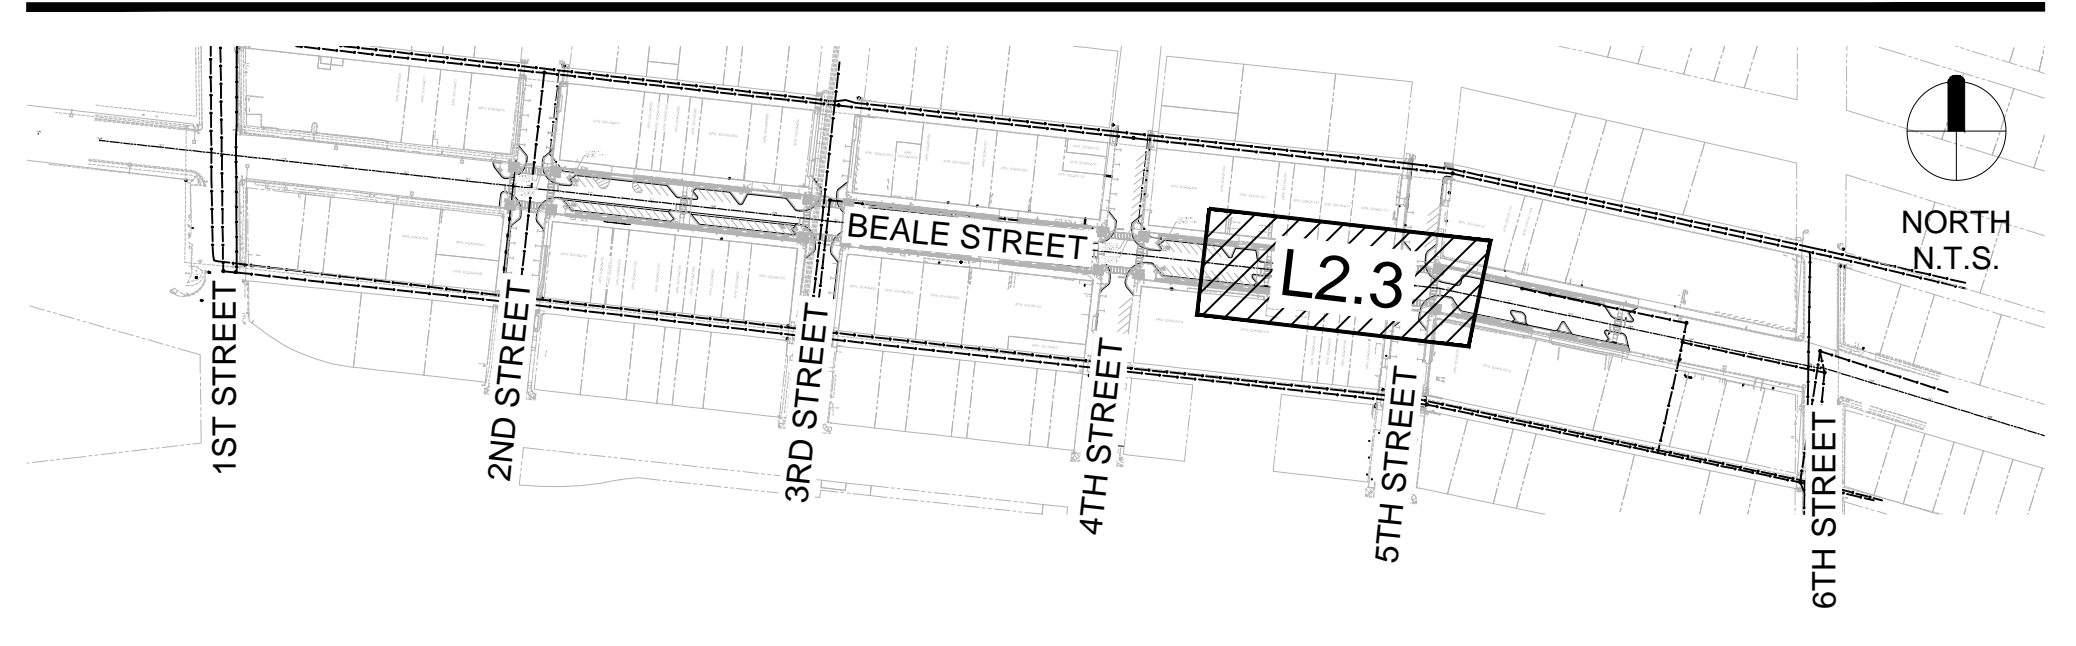 NORTH
N.T.S.
BEALE STREET
L2.3
1ST STREET
2ND STREET
3RD STREET
4TH STREET
5TH STREET
6TH STREET